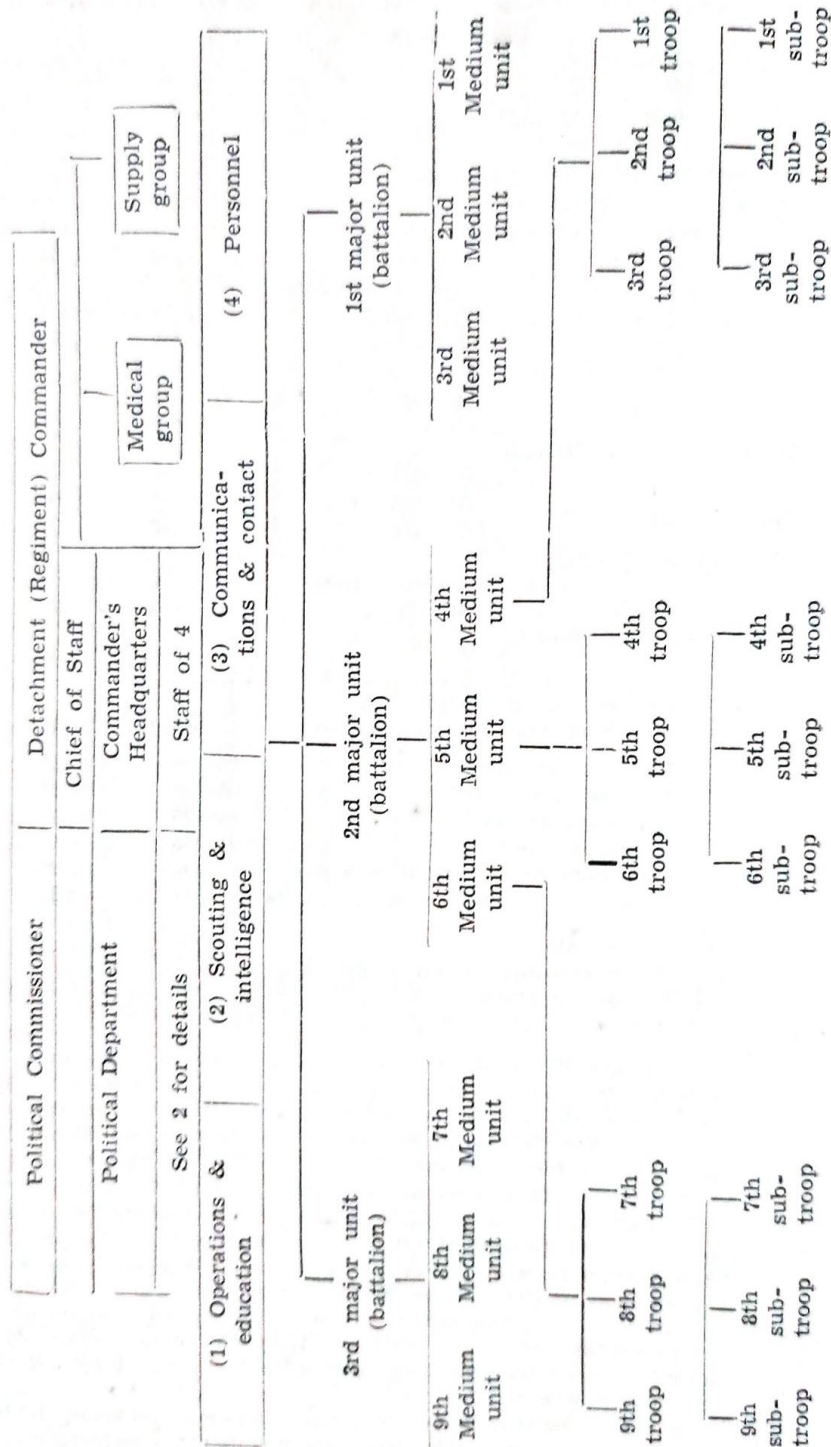 Political Commissioner Detachment (Regiment) Commander
Chief of Staff
Political Department Commander's
Headquarters
Medical
group
Supply
group
See 2 for details Staff of 4
(1) Operations &
education
(2) Scouting &
intelligence
(3) Communica-
tions & contact
(4) Personnel
3rd major unit
(battalion)
2nd major unit
(battalion)
1st major unit
(battalion)
9th
Medium
unit
8th
Medium
unit
7th
Medium
unit
6th
Medium
unit
5th
Medium
unit
4th
Medium
unit
3rd
Medium
unit
2nd
Medium
unit
1st
Medium
unit
9th
troop
8th
troop
7th
troop
6th
troop
5th
troop
4th
troop
3rd
troop
2nd
troop
1st
troop
9th
sub-
troop
8th
sub-
troop
7th
sub-
troop
6th
sub-
troop
5th
sub-
troop
4th
sub-
troop
3rd
sub-
troop
2nd
sub-
troop
1st
sub-
troop